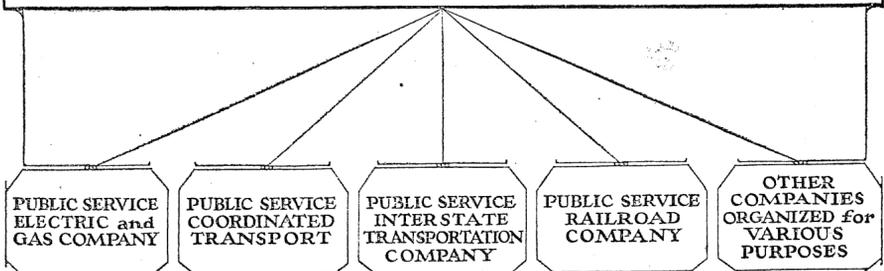 PUBLIC SERVICE
ELECTRIC and
GAS COMPANY
PUBLIC SERVICE
COORDINATED
TRANSPORT
PUBLIC SERVICE
INTERSTATE
TRANSPORTATION
COMPANY
PUBLIC SERVICE
RAILROAD
COMPANY
OTHER
COMPANIES
ORGANIZED for
VARIOUS
PURPOSES